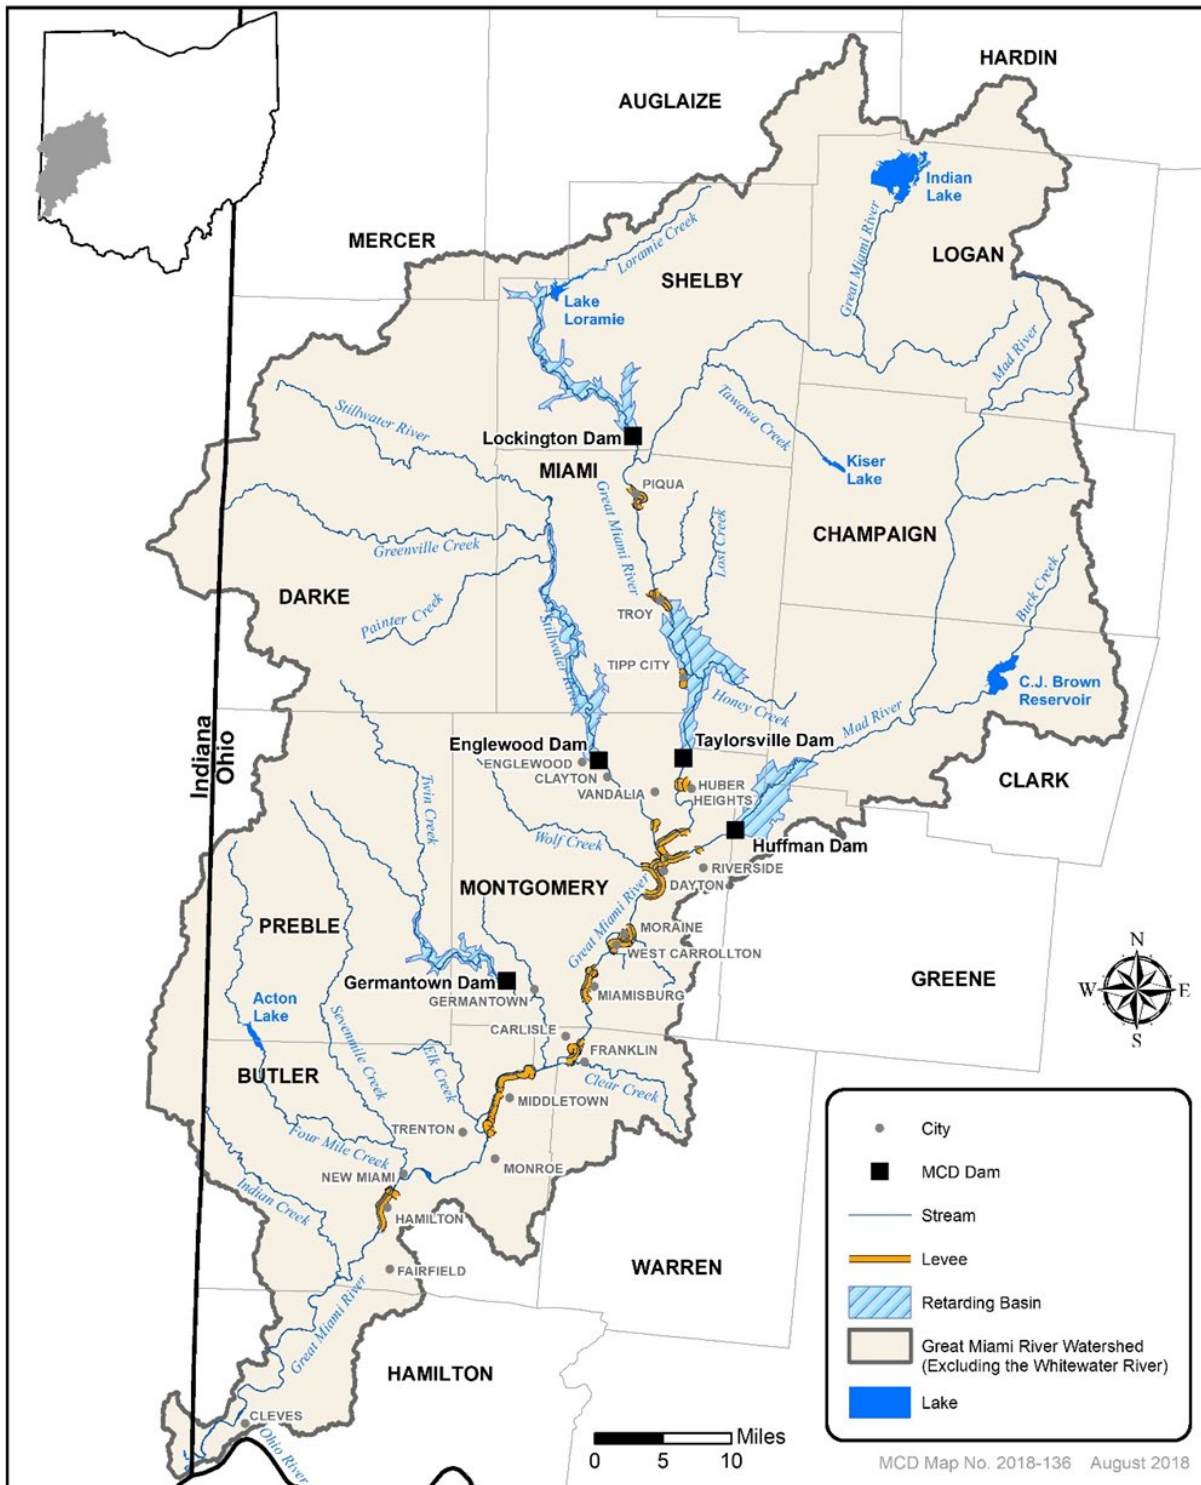 HARDIN
AUGLAIZE
Indian
Lake
MERCER
Loramie Creek
Great Miami River
LOGAN
SHELBY
Lake
Loramie
Mad River
Stillwater River
Tawawa Creek
Lockington Dam
Kiser
Lake
MIAMI
PIQUA
Great Miami River
Lost Creek
CHAMPAIGN
Greenville Creek
DARKE
Painter Creek
Buck Creek
TROY
Stillwater River
TIPP CITY
C.J. Brown
Reservoir
Honey Creek
Mad River
Indiana
Ohio
Englewood Dam
Taylorsville Dam
ENGLEWOOD
CLAYTON
VANDALIA
HUBER
HEIGHTS
CLARK
Twin Creek
Wolf Creek
Huffman Dam
RIVERSIDE
DAYTON
MONTGOMERY
Great Miami River
PREBLE
MORAINE
WEST CARROLLTON
GREENE
Germantown Dam
GERMANTOWN
MIAMISBURG
Acton
Lake
Sevenmile Creek
CARLISLE
FRANKLIN
Elk Creek
Clear Creek
BUTLER
MIDDLETOWN
TRENTON
Four Mile Creek
MONROE
NEW MIAMI
Indian Creek
HAMILTON
FAIRFIELD
WARREN
Great Miami River
HAMILTON
CLEVES
Ohio River
N
W E
S
City
MCD Dam
Stream
Levee
Retarding Basin
Great Miami River Watershed
(Excluding the Whitewater River)
Lake
Miles
0 5 10
MCD Map No. 2018-136 August 2018